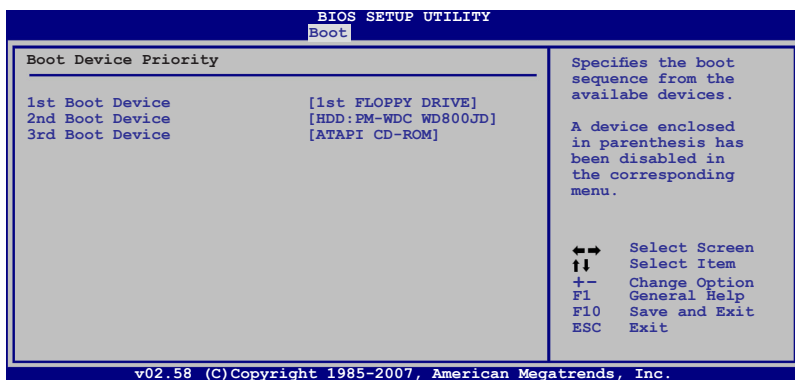 BIOS SETUP UTILITY
Boot
Boot Device Priority
1st Boot Device [1st FLOPPY DRIVE]
2nd Boot Device [HDD:PM-WDC WD800JD]
3rd Boot Device [ATAPI CD-ROM]
Specifies the boot
sequence from the
availabe devices.
A device enclosed
in parenthesis has
been disabled in
the corresponding
menu.
←→ Select Screen
↑↓ Select Item
+- Change Option
F1 General Help
F10 Save and Exit
ESC Exit
v02.58 (C)Copyright 1985-2007, American Megatrends, Inc.